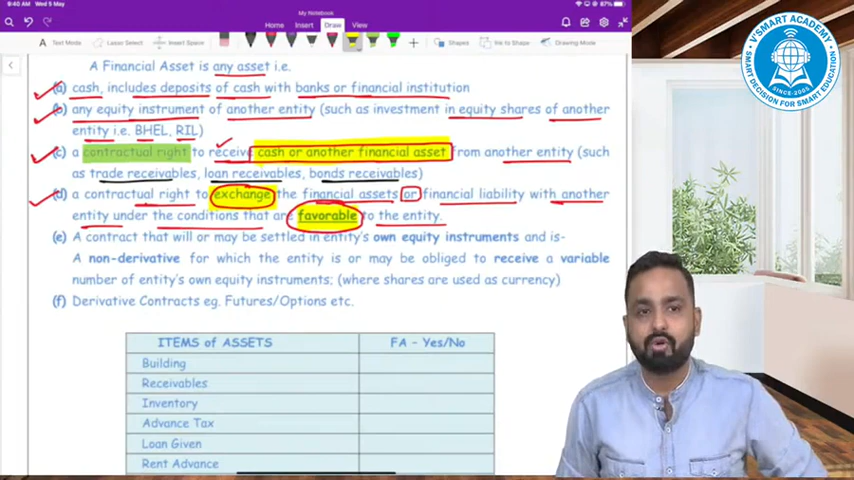 9:40 AM Wed 5 May
87%
My Notebook
Home Insert Draw View
Text Mode Lasso Select Insert Space Shapes Ink to Shape Drawing Mode
V'SMART ACADEMY
SINCE-2005
SMART DECISION FOR SMART EDUCATION
A Financial Asset is any asset i.e.
(a) cash, includes deposits of cash with banks or financial institution
(b) any equity instrument of another entity (such as investment in equity shares of another
entity i.e. BHEL, RIL)
(c) a contractual right to receive cash or another financial asset from another entity (such
as trade receivables, loan receivables, bonds receivables)
(d) a contractual right to exchange the financial assets or financial liability with another
entity under the conditions that are favorable to the entity.
(e) A contract that will or may be settled in entity's own equity instruments and is-
A non-derivative for which the entity is or may be obliged to receive a variable
number of entity's own equity instruments; (where shares are used as currency)
(f) Derivative Contracts eg. Futures/Options etc.
ITEMS of ASSETS FA - Yes/No
Building
Receivables
Inventory
Advance Tax
Loan Given
Rent Advance